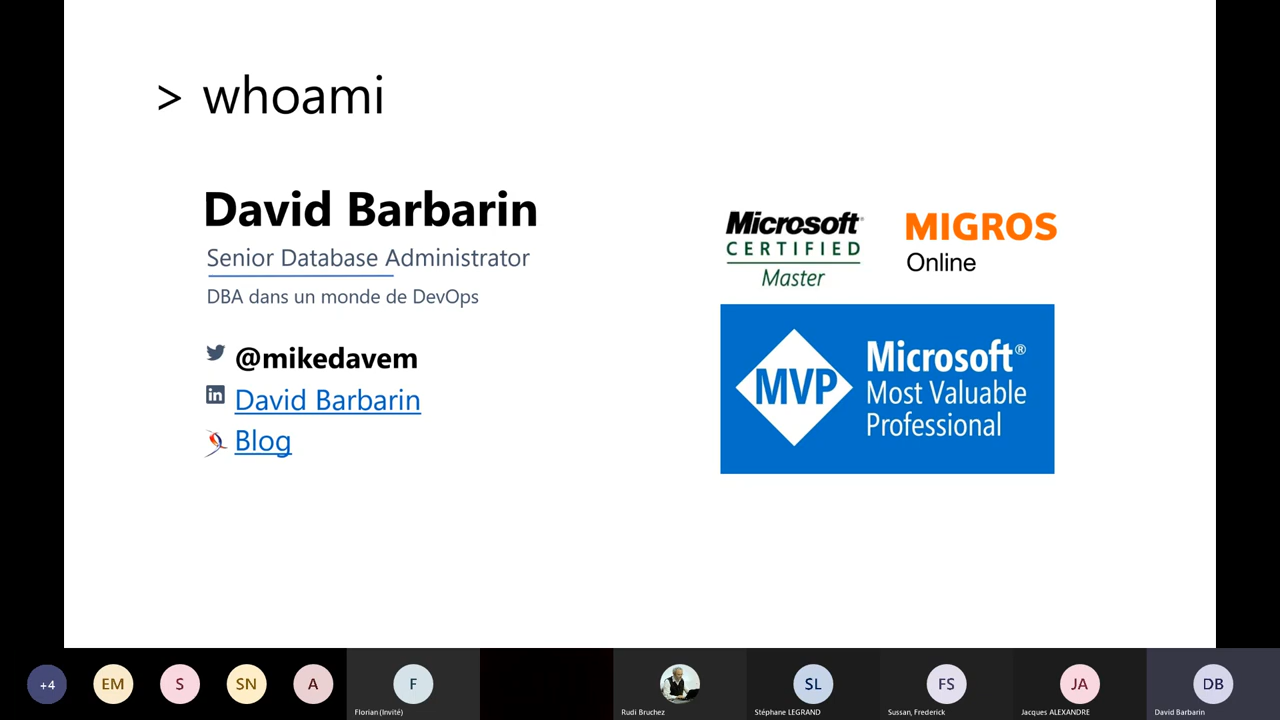 > whoami
David Barbarin
Senior Database Administrator
DBA dans un monde de DevOps
@mikedavem
in David Barbarin
Blog
Microsoft
CERTIFIED
Master
MIGROS
Online
MVP
Microsoft®
Most Valuable
Professional
+4
EM
S
SN
A
F
Florian (Invité)
Rudi Bruchez
SL
Stéphane LEGRAND
FS
Sussan, Frederick
JA
Jacques ALEXANDRE
DB
David Barbarin